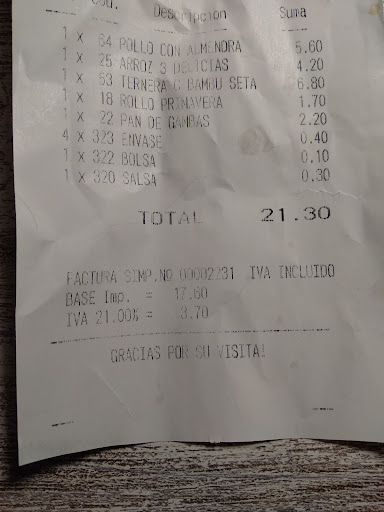 Cod. Descripcion Suma
1 x 64 POLLO CON ALMENDRA 5.60
1 x 25 ARROZ 3 DELICIAS 4.20
1 x 53 TERNERA C BAMBU SETA 6.80
1 x 18 ROLLO PRIMAVERA 1.70
1 x 22 PAN DE GAMBAS 2.20
4 x 323 ENVASE 0.40
1 x 322 BOLSA 0.10
1 x 320 SALSA 0.30
TOTAL 21.30
FACTURA SIMP.NO 00002231 IVA INCLUIDO
BASE Imp. = 17.60
IVA 21.00% = 3.70
GRACIAS POR SU VISITA!